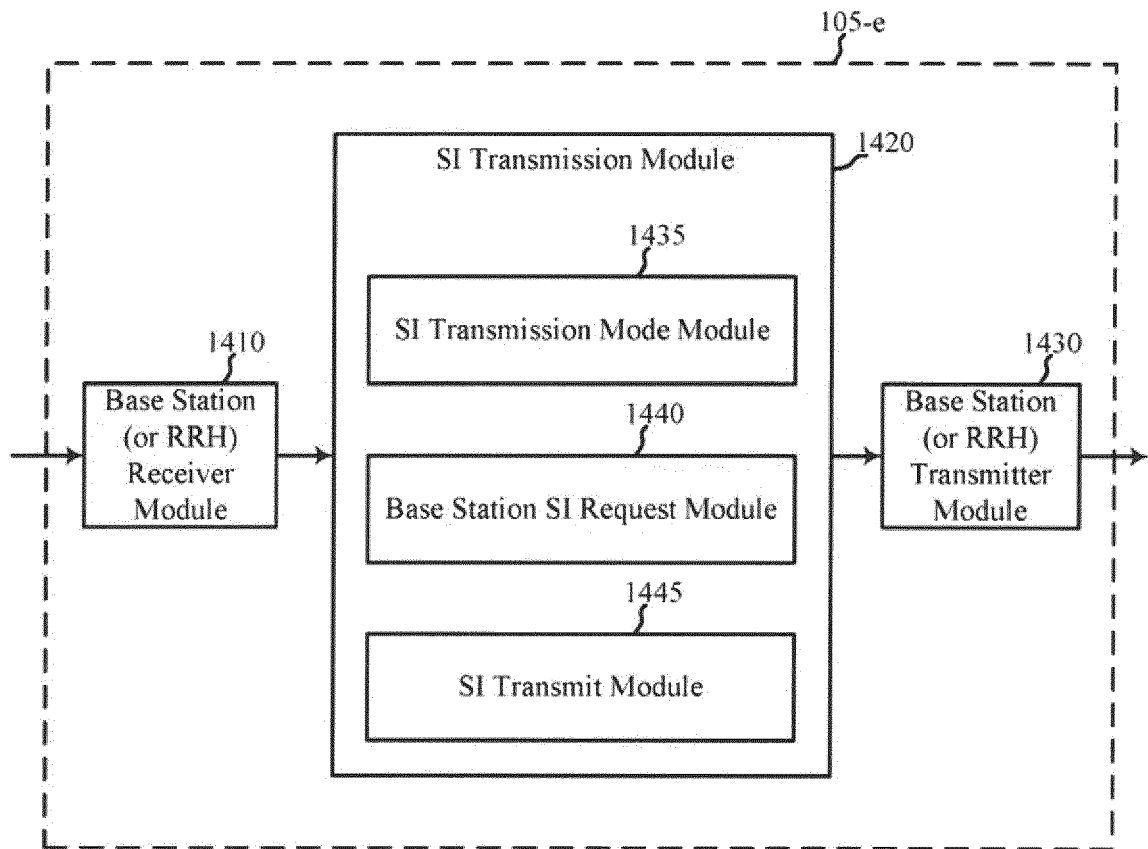 105-e
SI Transmission Module
1420
1435
SI Transmission Mode Module
1410
Base Station
(or RRH)
Receiver
Module
1440
Base Station SI Request Module
1430
Base Station
(or RRH)
Transmitter
Module
1445
SI Transmit Module